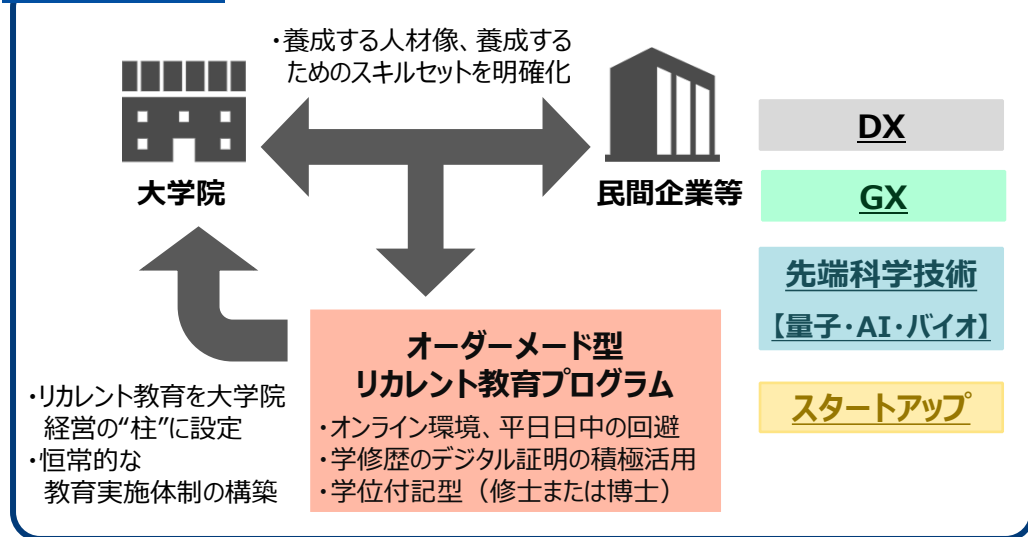 ・養成する人材像、養成する
ためのスキルセットを明確化
大学院
民間企業等
オーダーメード型
リカレント教育プログラム
・オンライン環境、平日日中の回避
・学修歴のデジタル証明の積極活用
・学位付記型（修士または博士）
・リカレント教育を大学院
経営の“柱”に設定
・恒常的な
教育実施体制の構築
DX
GX
先端科学技術
【量子・AI・バイオ】
スタートアップ